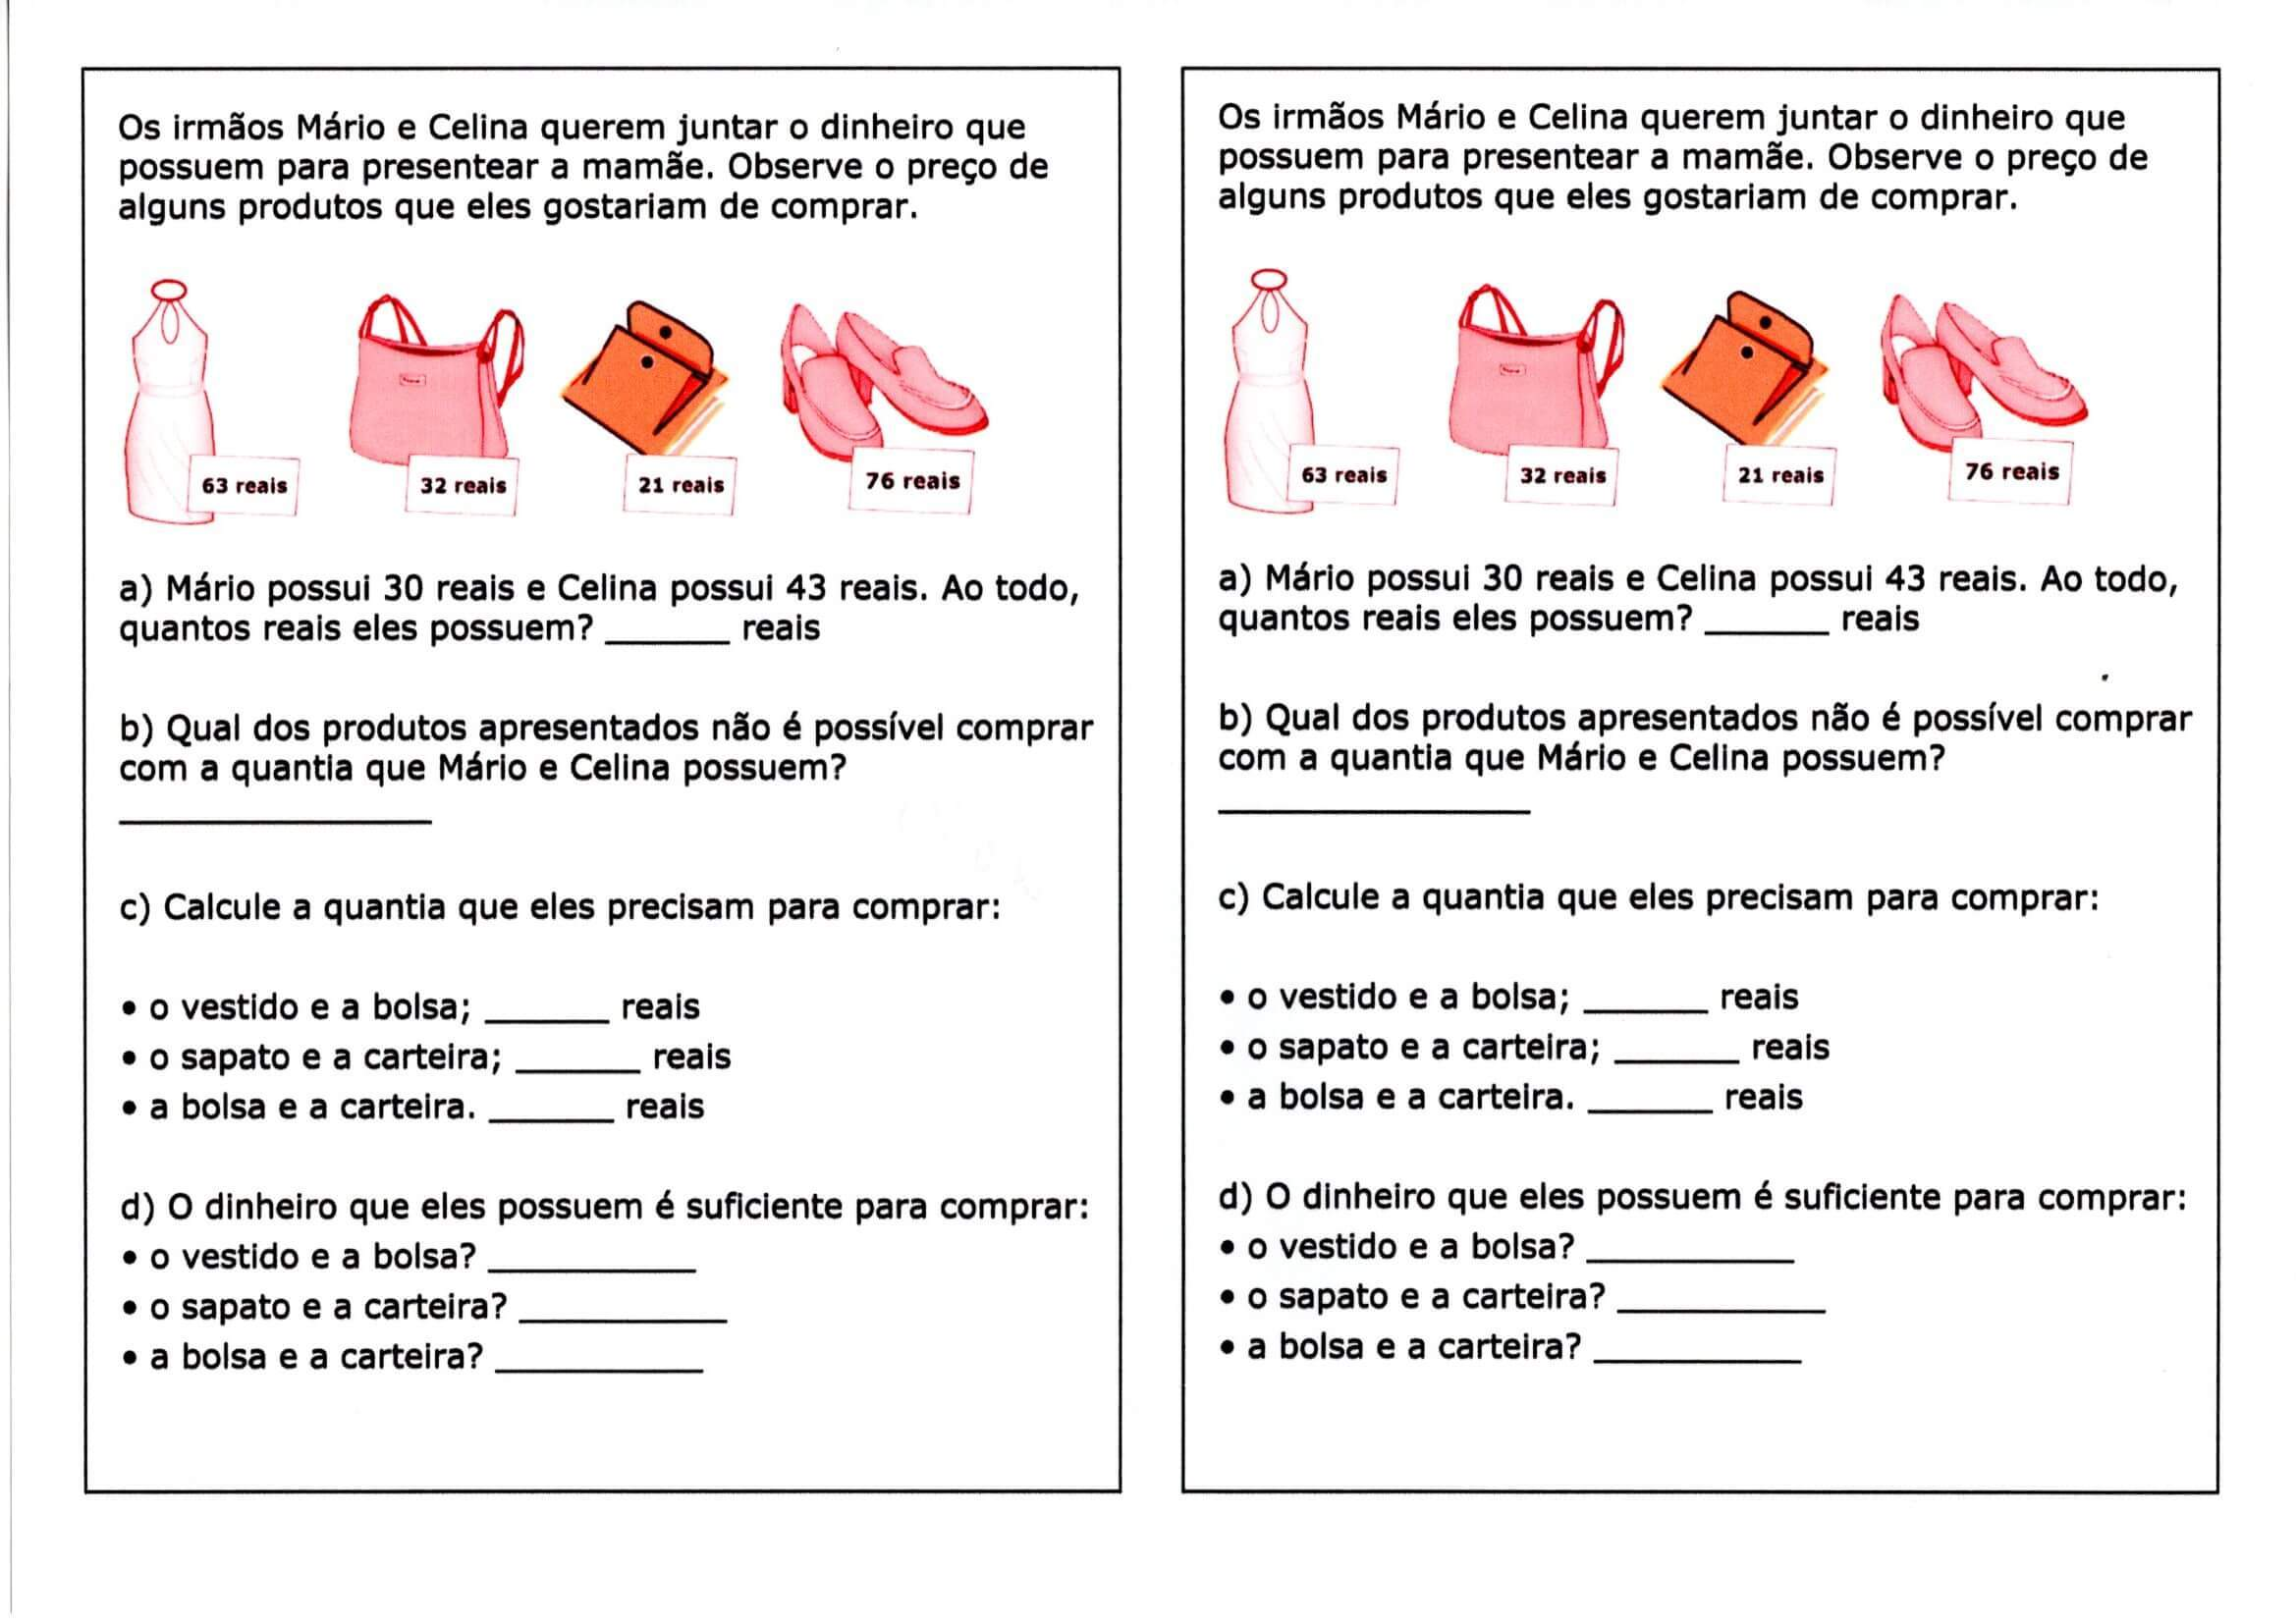 Os irmãos Mário e Celina querem juntar o dinheiro que
possuem para presentear a mamãe. Observe o preço de
alguns produtos que eles gostariam de comprar.
63 reais
32 reais
21 reais
76 reais
a) Mário possui 30 reais e Celina possui 43 reais. Ao todo,
quantos reais eles possuem? _______ reais
b) Qual dos produtos apresentados não é possível comprar
com a quantia que Mário e Celina possuem?
c) Calcule a quantia que eles precisam para comprar:
• o vestido e a bolsa; _______ reais
• o sapato e a carteira; _______ reais
• a bolsa e a carteira. _______ reais
d) O dinheiro que eles possuem é suficiente para comprar:
• o vestido e a bolsa? ____________
• o sapato e a carteira? ____________
• a bolsa e a carteira? ____________
Os irmãos Mário e Celina querem juntar o dinheiro que
possuem para presentear a mamãe. Observe o preço de
alguns produtos que eles gostariam de comprar.
63 reais
32 reais
21 reais
76 reais
a) Mário possui 30 reais e Celina possui 43 reais. Ao todo,
quantos reais eles possuem? _______ reais
b) Qual dos produtos apresentados não é possível comprar
com a quantia que Mário e Celina possuem?
c) Calcule a quantia que eles precisam para comprar:
• o vestido e a bolsa; _______ reais
• o sapato e a carteira; _______ reais
• a bolsa e a carteira. _______ reais
d) O dinheiro que eles possuem é suficiente para comprar:
• o vestido e a bolsa? ____________
• o sapato e a carteira? ____________
• a bolsa e a carteira? ____________